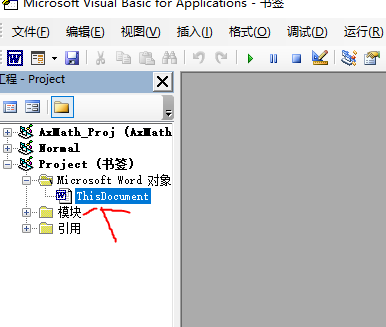 Microsoft Visual Basic for Applications - 书签
文件(F) 编辑(E) 视图(V) 插入(I) 格式(O) 调试(D) 运行(R)
工程 - Project
AxMath_Proj (AxMath
Normal
Project (书签)
Microsoft Word 对象
ThisDocument
模块
引用